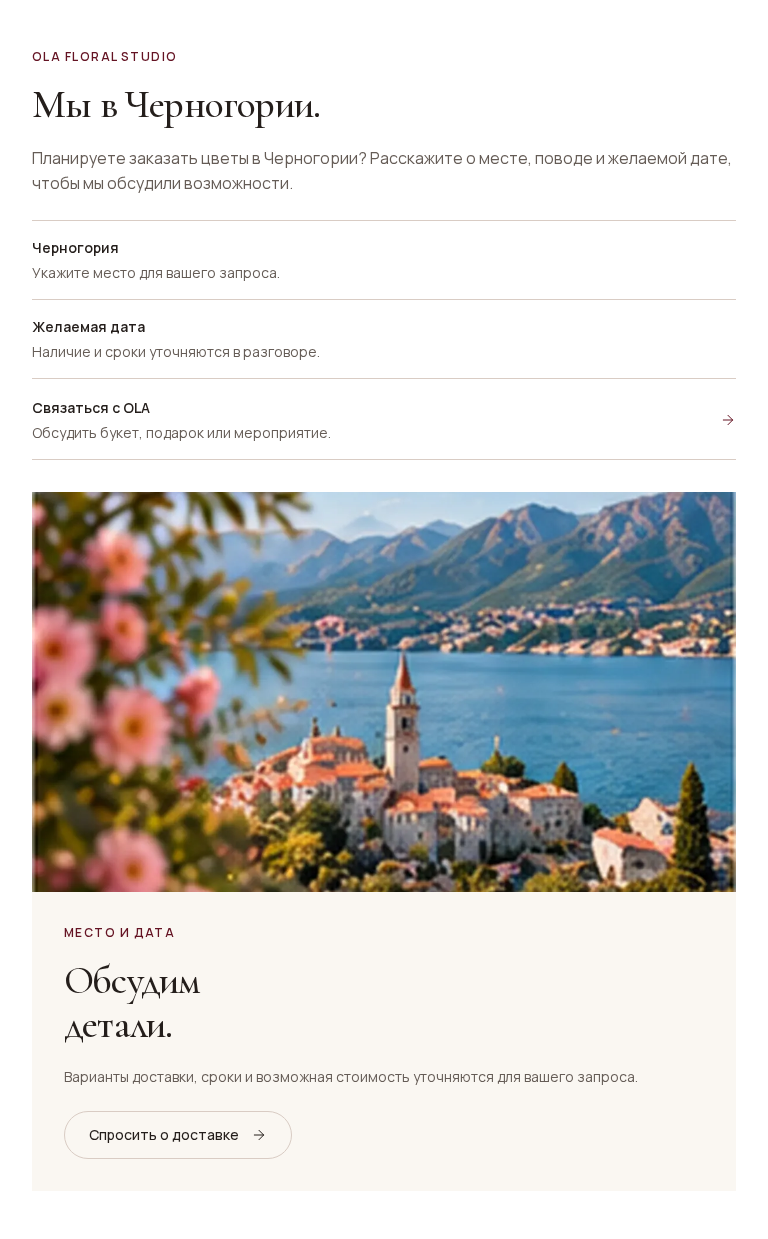 OLA FLORAL STUDIO
Мы в Черногории.
Планируете заказать цветы в Черногории? Расскажите о месте, поводе и желаемой дате,
чтобы мы обсудили возможности.
Черногория
Укажите место для вашего запроса.
Желаемая дата
Наличие и сроки уточняются в разговоре.
Связаться с OLA
Обсудить букет, подарок или мероприятие.
МЕСТО И ДАТА
Обсудим
детали.
Варианты доставки, сроки и возможная стоимость уточняются для вашего запроса.
Спросить о доставке